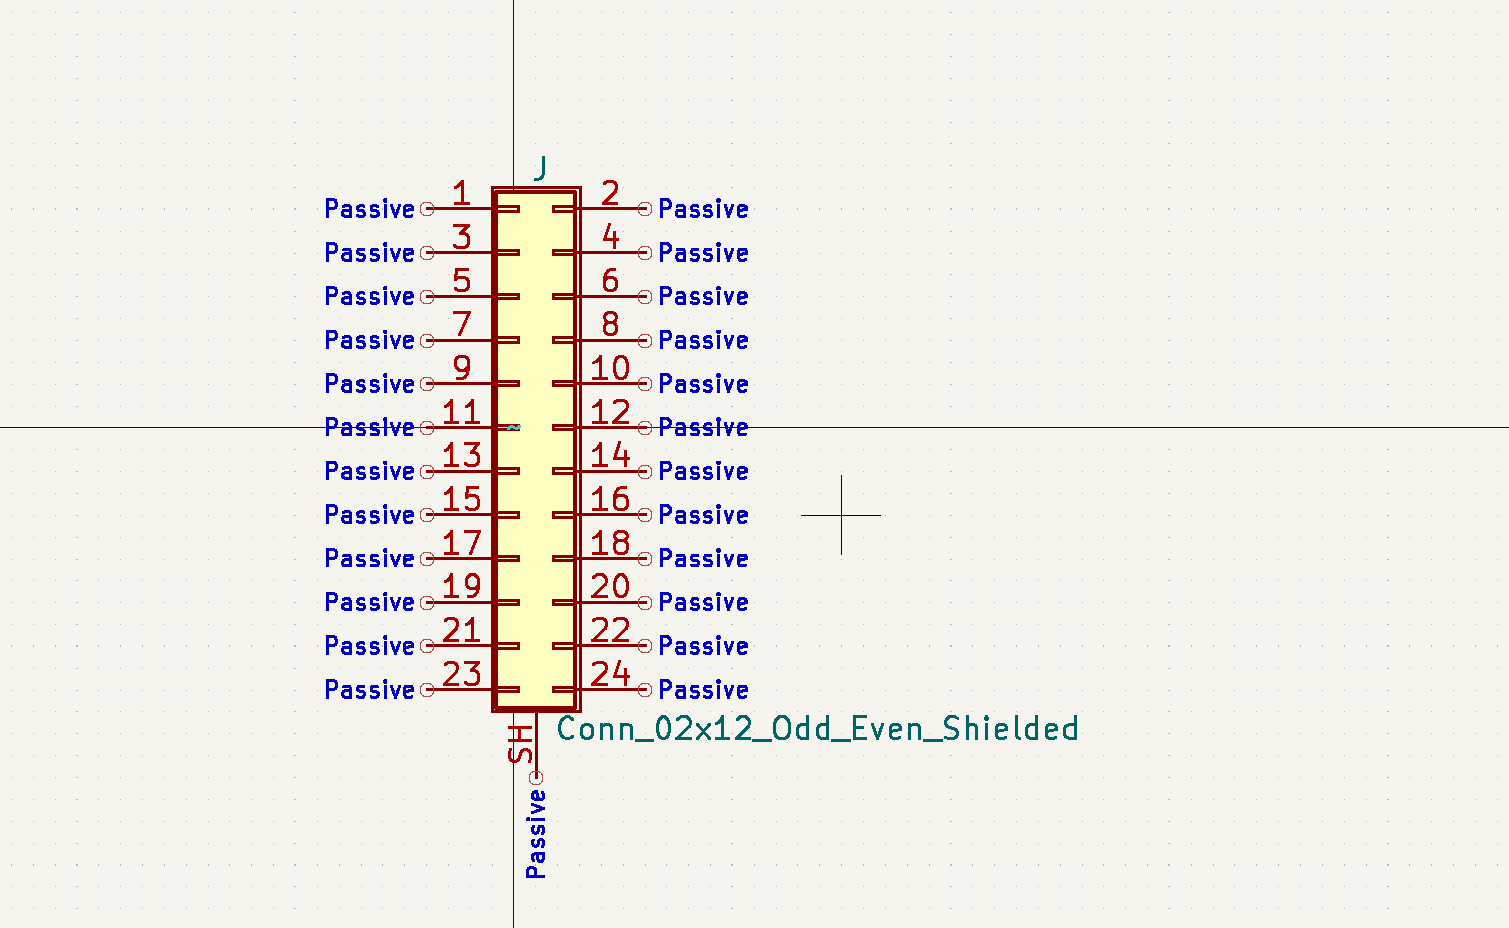 J
Passive 1 2 Passive
Passive 3 4 Passive
Passive 5 6 Passive
Passive 7 8 Passive
Passive 9 10 Passive
Passive 11 ~ 12 Passive
Passive 13 14 Passive
Passive 15 16 Passive
Passive 17 18 Passive
Passive 19 20 Passive
Passive 21 22 Passive
Passive 23 24 Passive
SH Conn_02x12_Odd_Even_Shielded
Passive